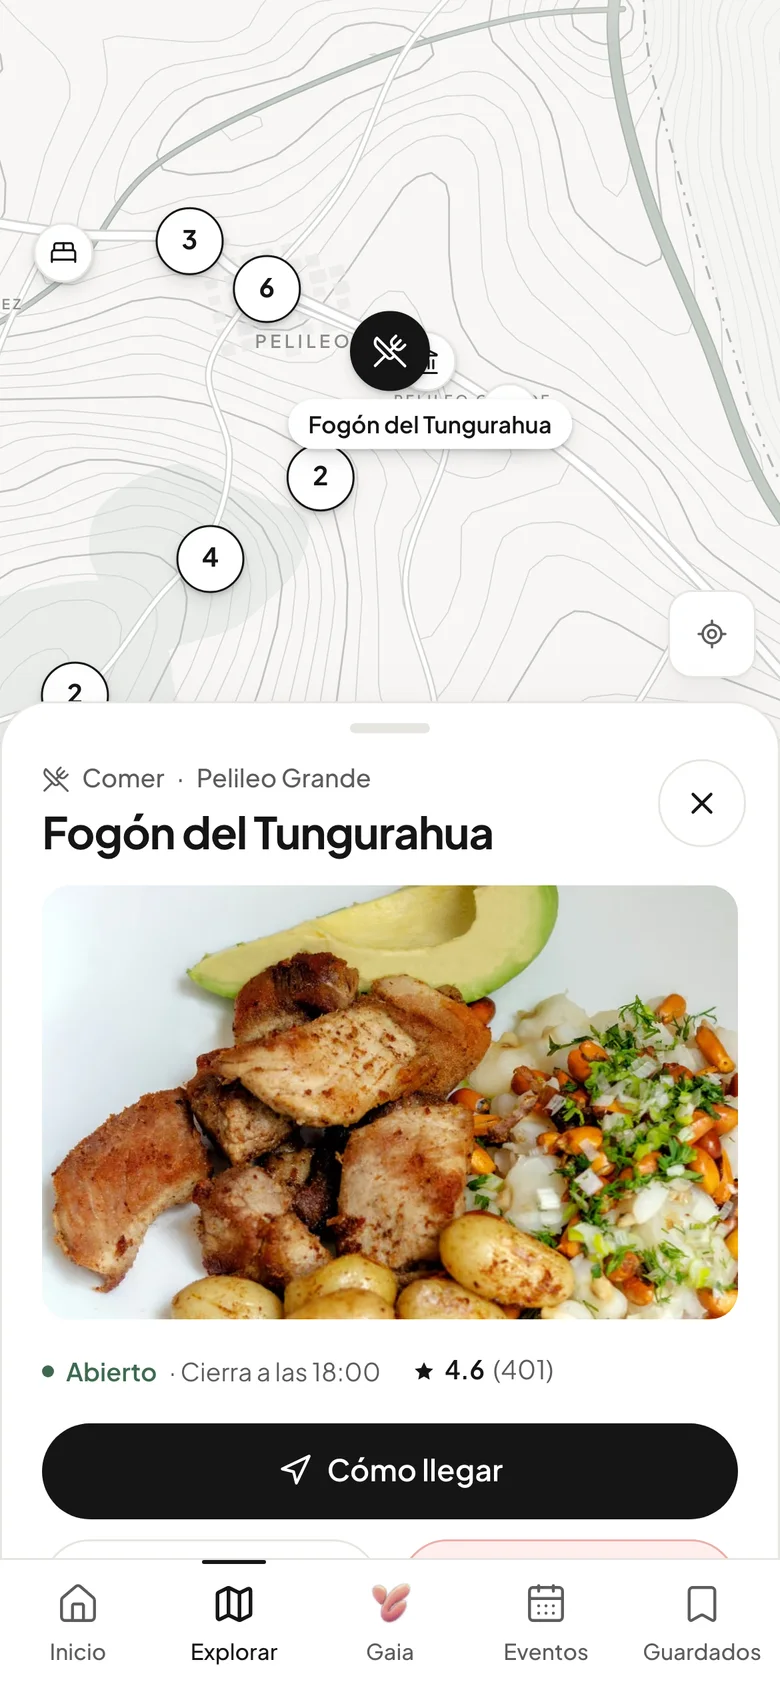 3
6
EZ
PELILEO
Fogón del Tungurahua
2
4
2
Comer · Pelileo Grande
Fogón del Tungurahua
Abierto · Cierra a las 18:00 ★ 4.6 (401)
Cómo llegar
Inicio
Explorar
Gaia
Eventos
Guardados